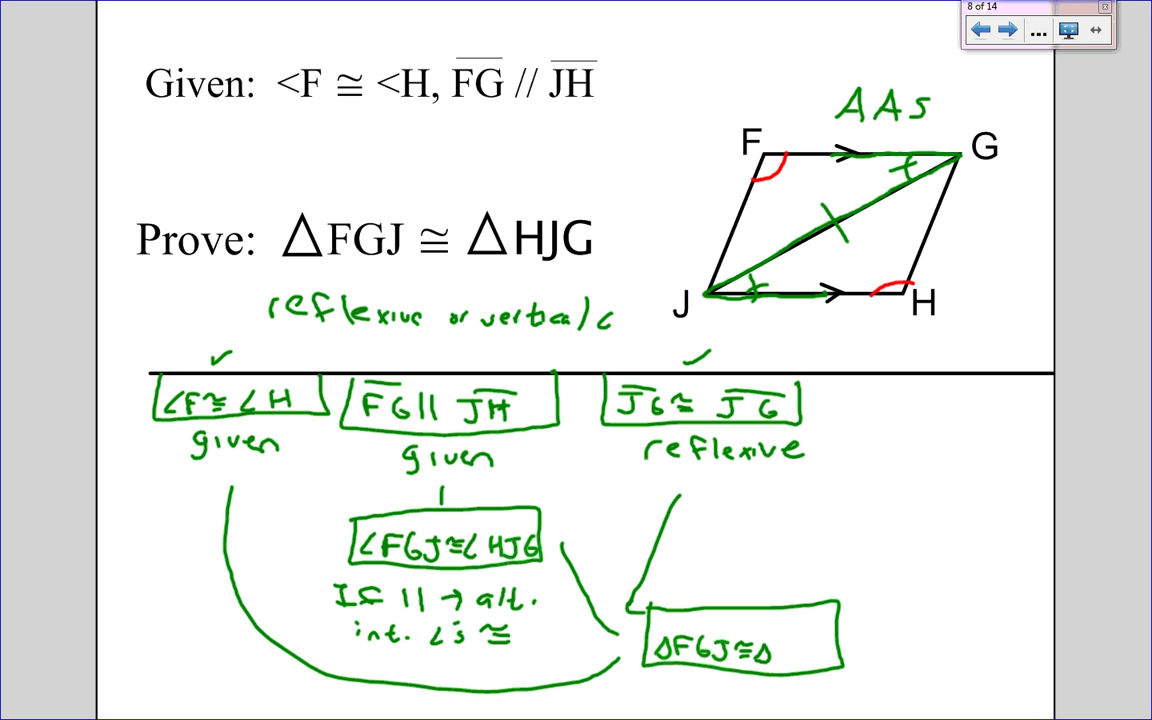 8 of 14
Given: <F ≅ <H, FG // JH
AAS
F
G
Prove: △FGJ ≅ △HJG
J
H
reflexive or vertical
∠F≅∠H
FG || JH
JG ≅ JG
given
given
reflexive
∠FGJ≅∠HJG
If || → alt.
int. ∠'s ≅
△FGJ≅△